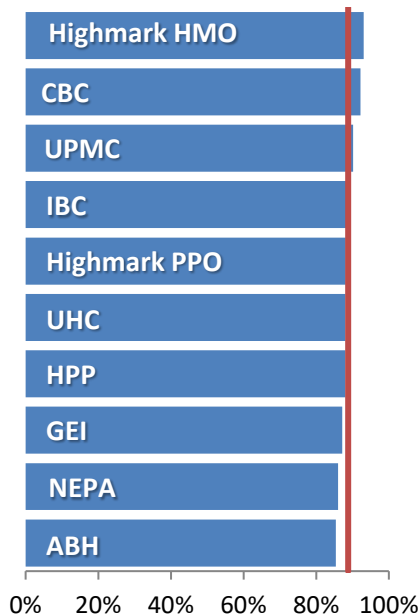 Highmark HMO
CBC
UPMC
IBC
Highmark PPO
UHC
HPP
GEI
NEPA
ABH
0% 20% 40% 60% 80% 100%